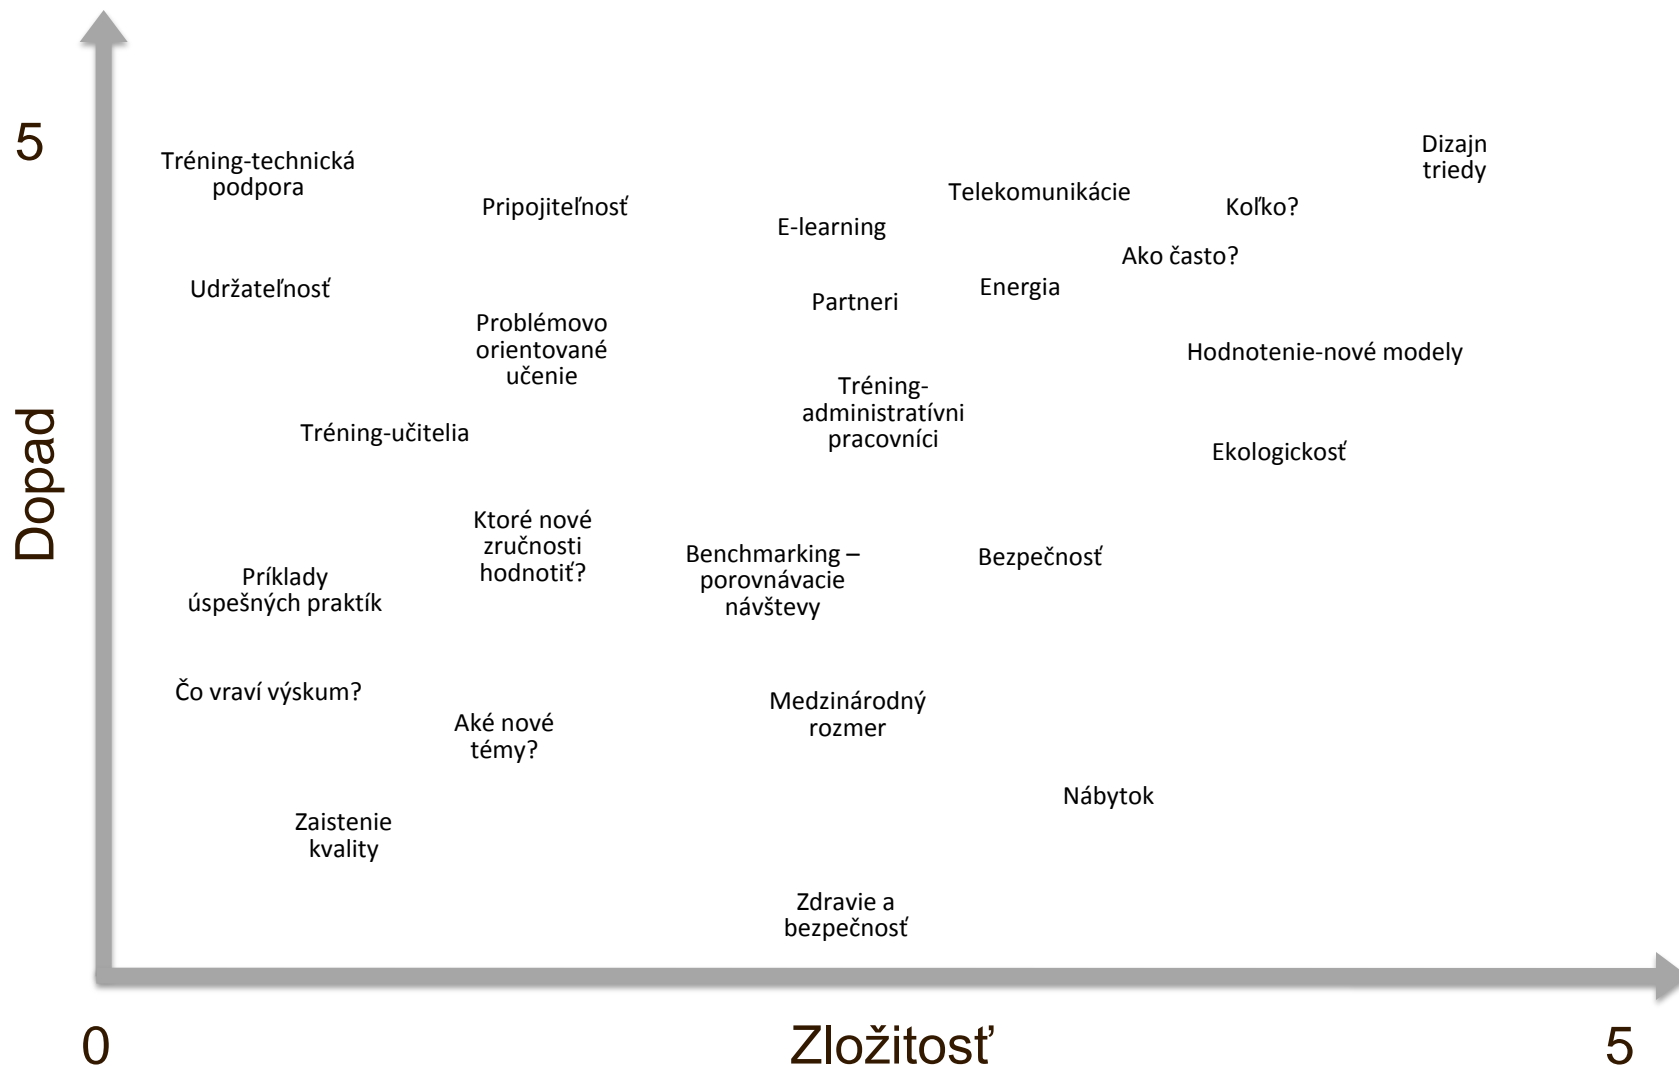 5
Dizajn
triedy
Tréning-technická
podpora
Telekomunikácie
Pripojiteľnosť
Koľko?
E-learning
Ako často?
Udržateľnosť
Energia
Partneri
Problémovo
orientované
učenie
Hodnotenie-nové modely
Tréning-
administratívni
pracovníci
Tréning-učitelia
Ekologickosť
Dopad
Ktoré nové
zručnosti
hodnotiť?
Benchmarking –
porovnávacie
návštevy
Bezpečnosť
Príklady
úspešných praktík
Čo vraví výskum?
Medzinárodný
rozmer
Aké nové
témy?
Nábytok
Zaistenie
kvality
Zdravie a
bezpečnosť
0
Zložitosť
5